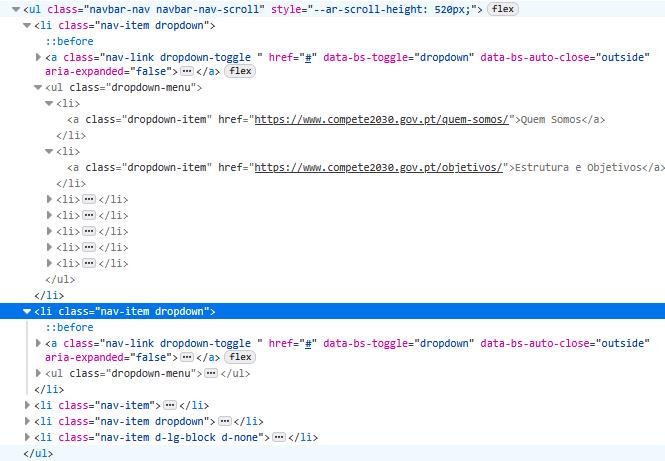 <ul class="navbar-nav navbar-nav-scroll" style="--ar-scroll-height: 520px;"> flex
<li class="nav-item dropdown">
::before
<a class="nav-link dropdown-toggle " href="#" data-bs-toggle="dropdown" data-bs-auto-close="outside"
aria-expanded="false"> ••• </a> flex
<ul class="dropdown-menu">
<li>
<a class="dropdown-item" href="https://www.compete2030.gov.pt/quem-somos/">Quem Somos</a>
</li>
<li>
<a class="dropdown-item" href="https://www.compete2030.gov.pt/objetivos/">Estrutura e Objetivos</a>
</li>
<li> ••• </li>
<li> ••• </li>
<li> ••• </li>
<li> ••• </li>
<li> ••• </li>
</ul>
</li>
<li class="nav-item dropdown">
::before
<a class="nav-link dropdown-toggle " href="#" data-bs-toggle="dropdown" data-bs-auto-close="outside"
aria-expanded="false"> ••• </a> flex
<ul class="dropdown-menu"> ••• </ul>
</li>
<li class="nav-item"> ••• </li>
<li class="nav-item dropdown"> ••• </li>
<li class="nav-item d-lg-block d-none"> ••• </li>
</ul>